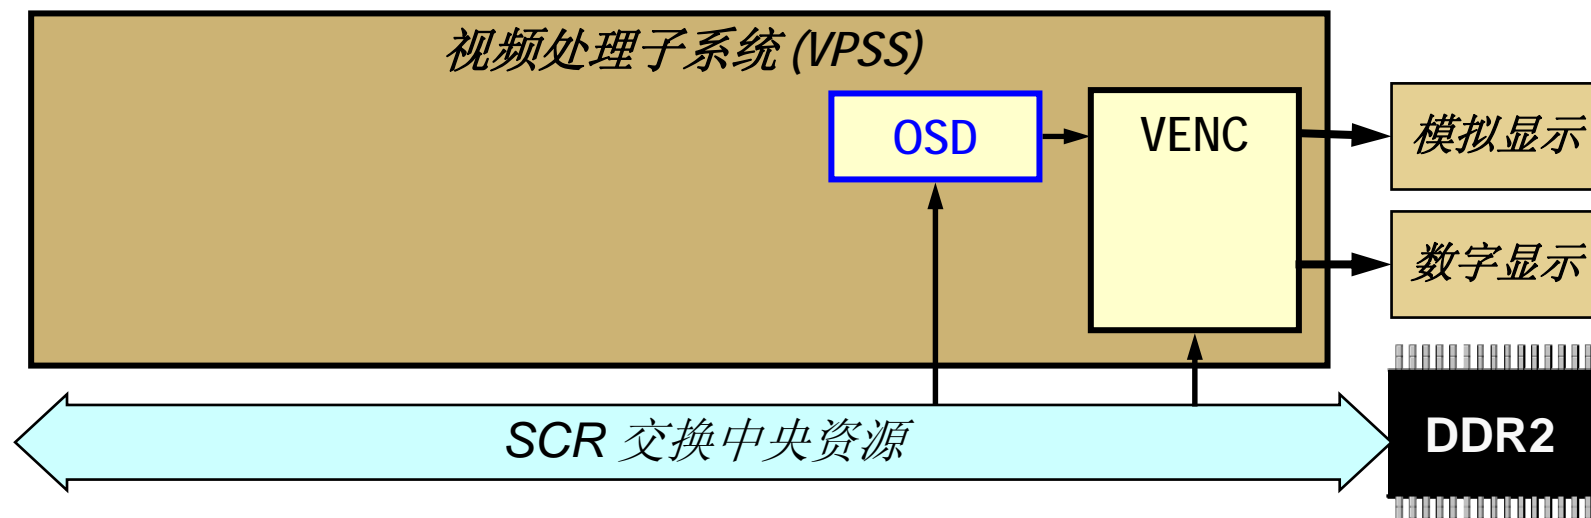 视频处理子系统 (VPSS)
OSD
VENC
模拟显示
数字显示
SCR 交换中央资源
DDR2